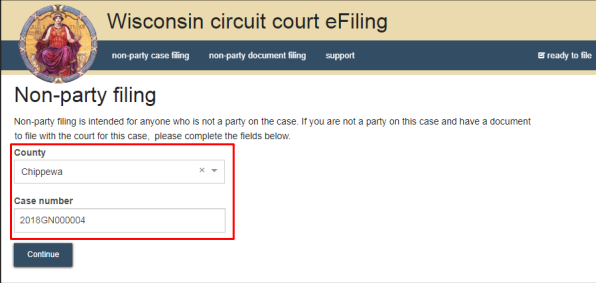 Wisconsin circuit court eFiling
non-party case filing non-party document filing support ready to file
Non-party filing
Non-party filing is intended for anyone who is not a party on the case. If you are not a party on this case and have a document
to file with the court for this case, please complete the fields below.
County
Chippewa
Case number
2018GN000004
Continue